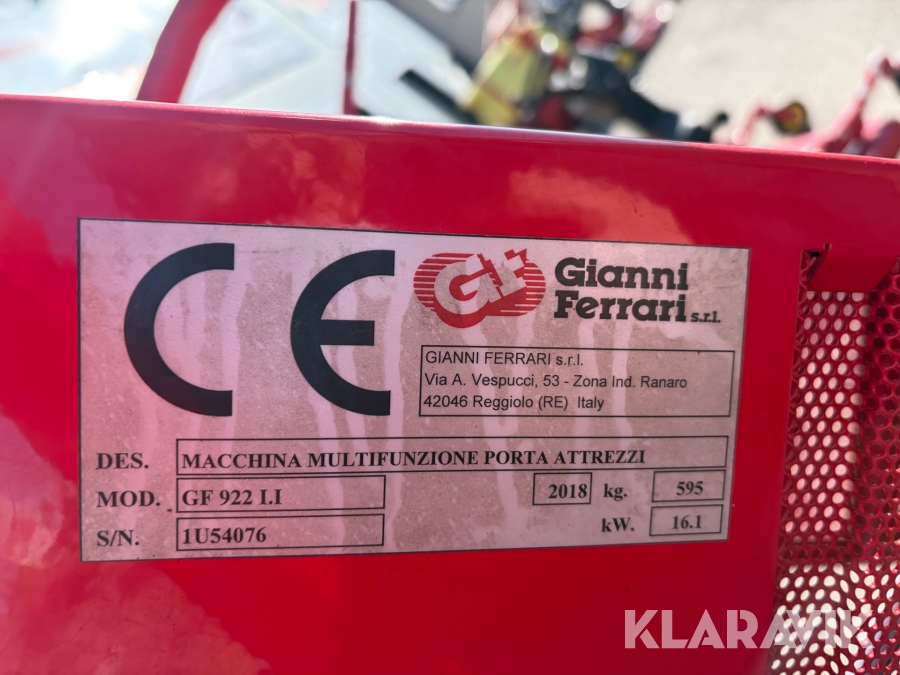 CE
Gf
Gianni
Ferrari s.r.l.
GIANNI FERRARI s.r.l.
Via A. Vespucci, 53 - Zona Ind. Ranaro
42046 Reggiolo (RE) Italy
DES. MACCHINA MULTIFUNZIONE PORTA ATTREZZI
MOD. GF 922 I.I 2018 kg. 595
S/N. 1U54076 kW. 16.1
KLARAVIK